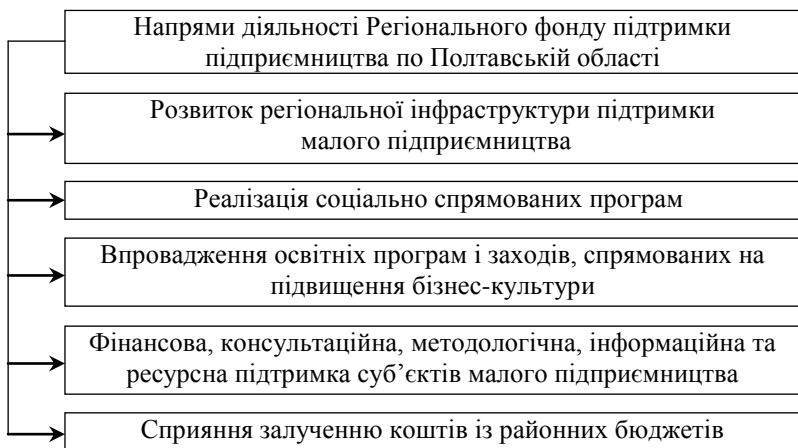 Напрями діяльності Регіонального фонду підтримки
підприємництва по Полтавській області
Розвиток регіональної інфраструктури підтримки
малого підприємництва
Реалізація соціально спрямованих програм
Впровадження освітніх програм і заходів, спрямованих на
підвищення бізнес-культури
Фінансова, консультаційна, методологічна, інформаційна та
ресурсна підтримка суб’єктів малого підприємництва
Сприяння залученню коштів із районних бюджетів